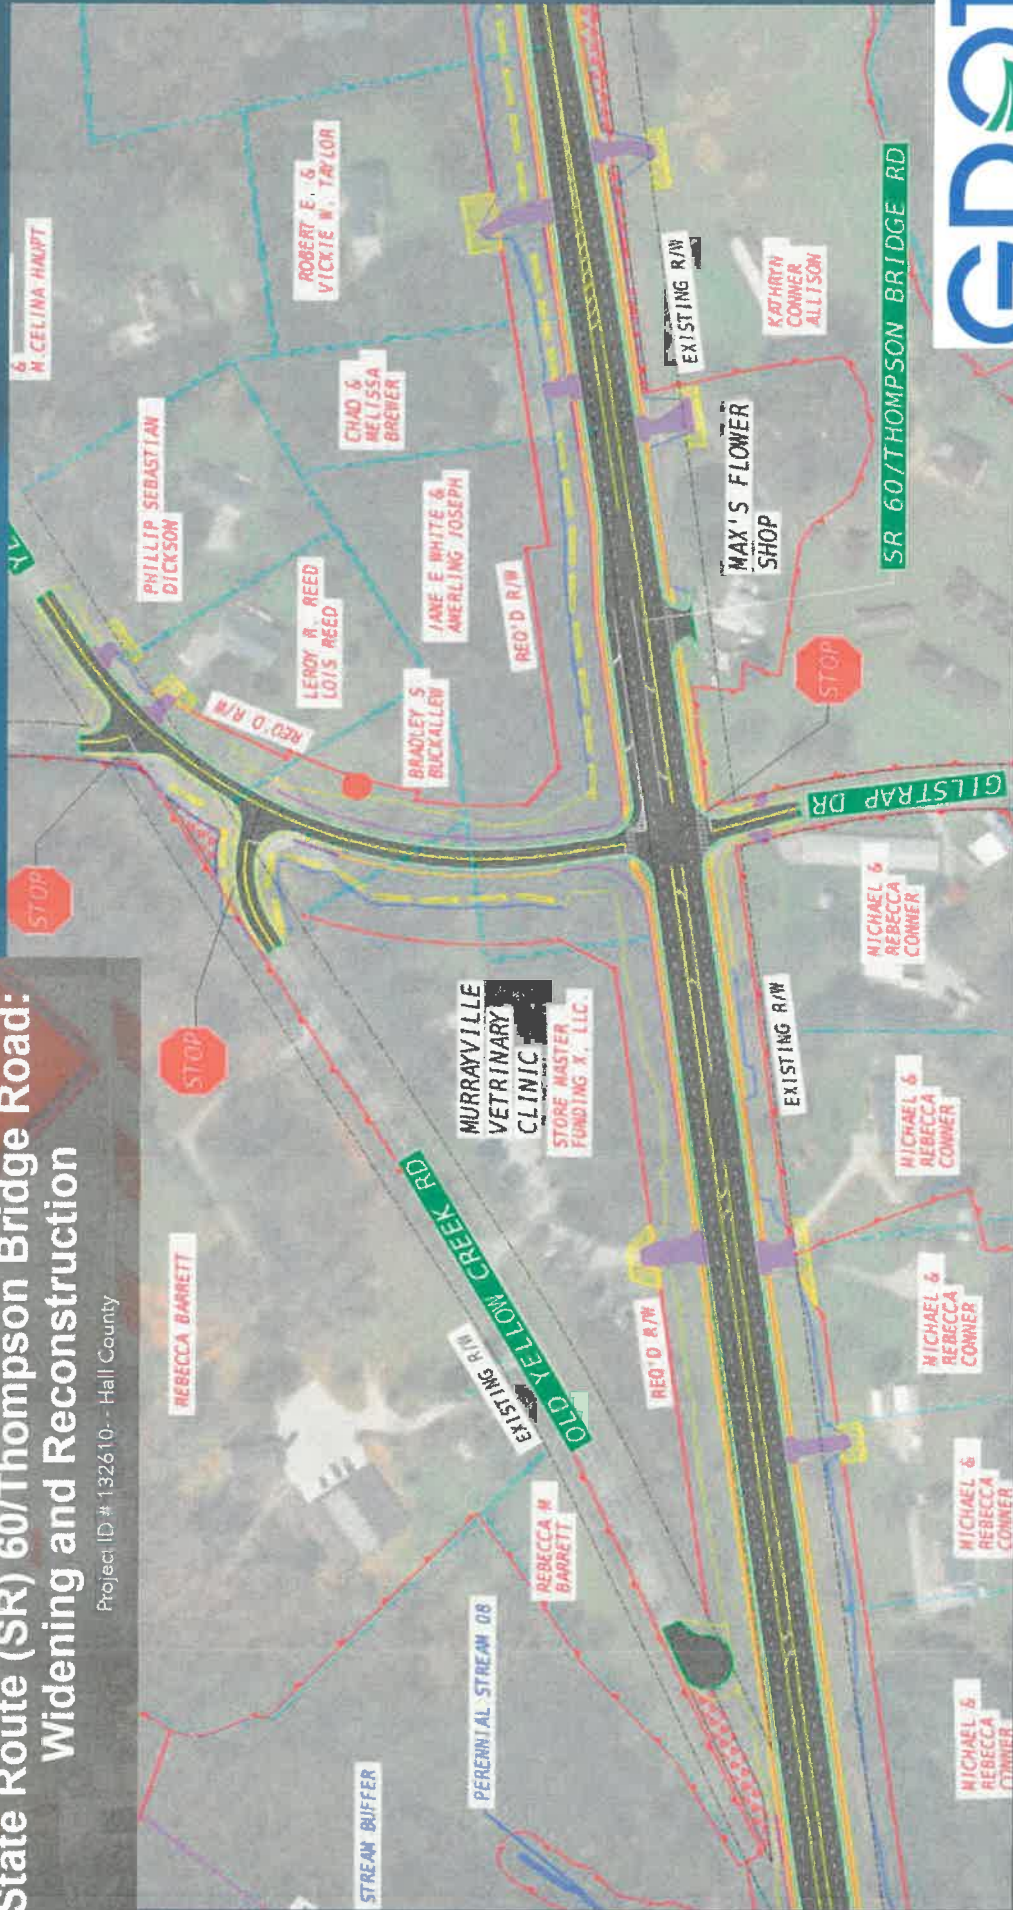 State Route (SR) 60/Thompson Bridge Road:
Widening and Reconstruction
Project ID # 132610 - Hall County
&
M.CELINA HAUPT
ROBERT E. &
VICKIE W. TAYLOR
PHILLIP SEBASTIAN
DICKSON
CHAD &
MELISSA
BREWER
LEROY R. REED
LOIS REED
JANE E WHITE &
AMERLING JOSEPH
BRADLEY S
BUCKALLEW
REQ'D R/W
REQ'D R/W
EXISTING R/W
KATHRYN
CONNER
ALLISON
MAX'S FLOWER
SHOP
SR 60/THOMPSON BRIDGE RD
GDOT
STOP
STOP
STOP
GILSTRAP DR
YE
REBECCA BARRETT
MURRAYVILLE
VETRINARY
CLINIC
STORE MASTER
FUNDING X, LLC.
OLD YELLOW CREEK RD
EXISTING R/W
REQ'D R/W
EXISTING R/W
MICHAEL &
REBECCA
CONNER
MICHAEL &
REBECCA
CONNER
MICHAEL &
REBECCA
CONNER
MICHAEL &
REBECCA
CONNER
MICHAEL &
REBECCA
CONNER
REBECCA M
BARRETT
PERENNIAL STREAM 08
STREAM BUFFER